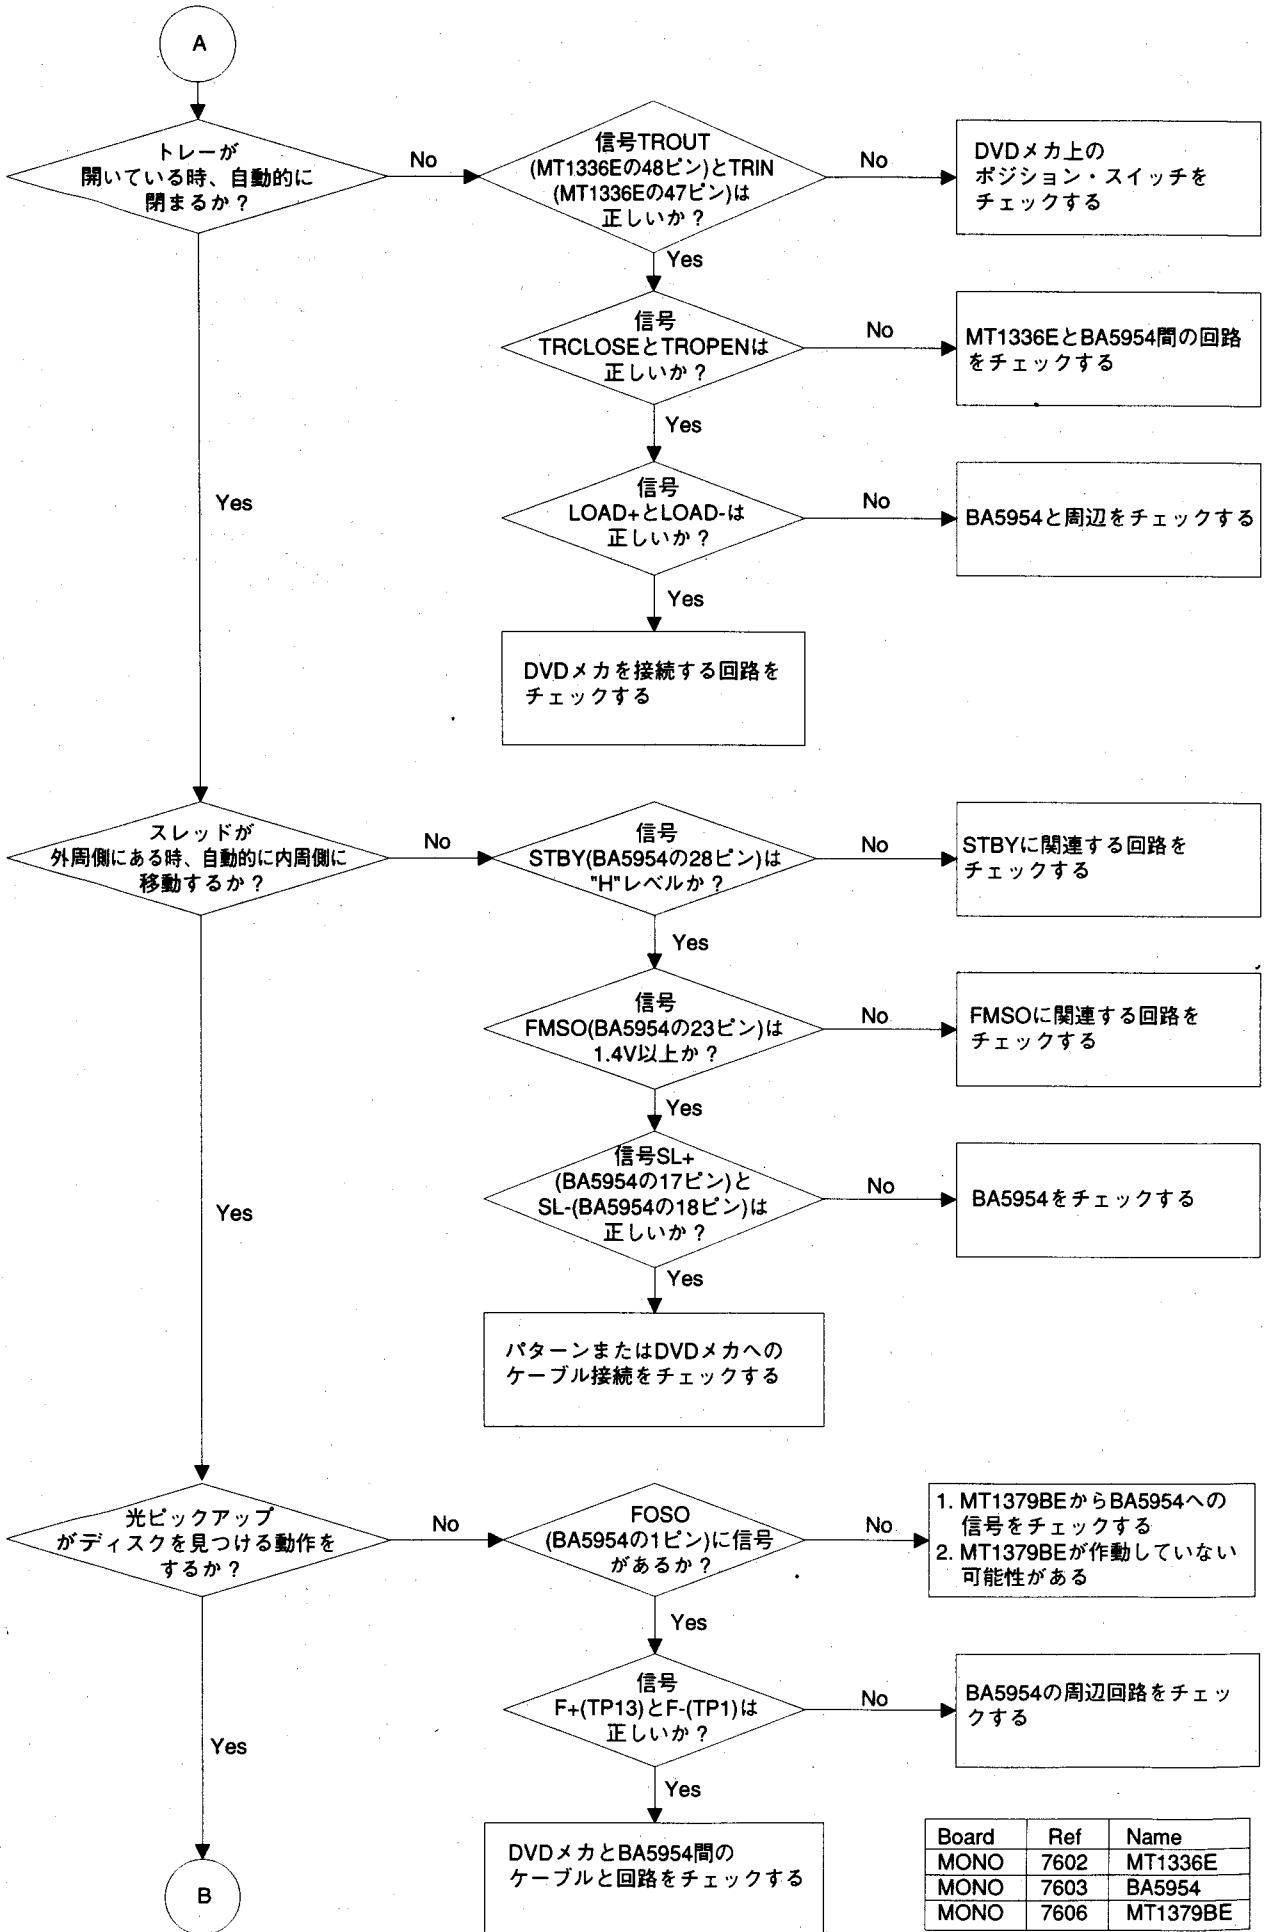 A
トレーが
開いている時、自動的に
閉まるか？
No
信号TROUT
(MT1336Eの48ピン)とTRIN
(MT1336Eの47ピン)は
正しいか？
No
DVDメカ上の
ポジション・スイッチを
チェックする
Yes
信号
TRCLOSEとTROPENは
正しいか？
No
MT1336EとBA5954間の回路
をチェックする
Yes
信号
LOAD+とLOAD-は
正しいか？
No
BA5954と周辺をチェックする
Yes
DVDメカを接続する回路を
チェックする
Yes
スレッドが
外周側にある時、自動的に内周側に
移動するか？
No
信号
STBY(BA5954の28ピン)は
"H"レベルか？
No
STBYに関連する回路を
チェックする
Yes
信号
FMSO(BA5954の23ピン)は
1.4V以上か？
No
FMSOに関連する回路を
チェックする
Yes
信号SL+
(BA5954の17ピン)と
SL-(BA5954の18ピン)は
正しいか？
No
BA5954をチェックする
Yes
パターンまたはDVDメカへの
ケーブル接続をチェックする
Yes
光ピックアップ
がディスクを見つける動作を
するか？
No
FOSO
(BA5954の1ピン)に信号
があるか？
No
1. MT1379BEからBA5954への
信号をチェックする
2. MT1379BEが作動していない
可能性がある
Yes
信号
F+(TP13)とF-(TP1)は
正しいか？
No
BA5954の周辺回路をチェッ
クする
Yes
DVDメカとBA5954間の
ケーブルと回路をチェックする
Yes
B
Board Ref Name
MONO 7602 MT1336E
MONO 7603 BA5954
MONO 7606 MT1379BE